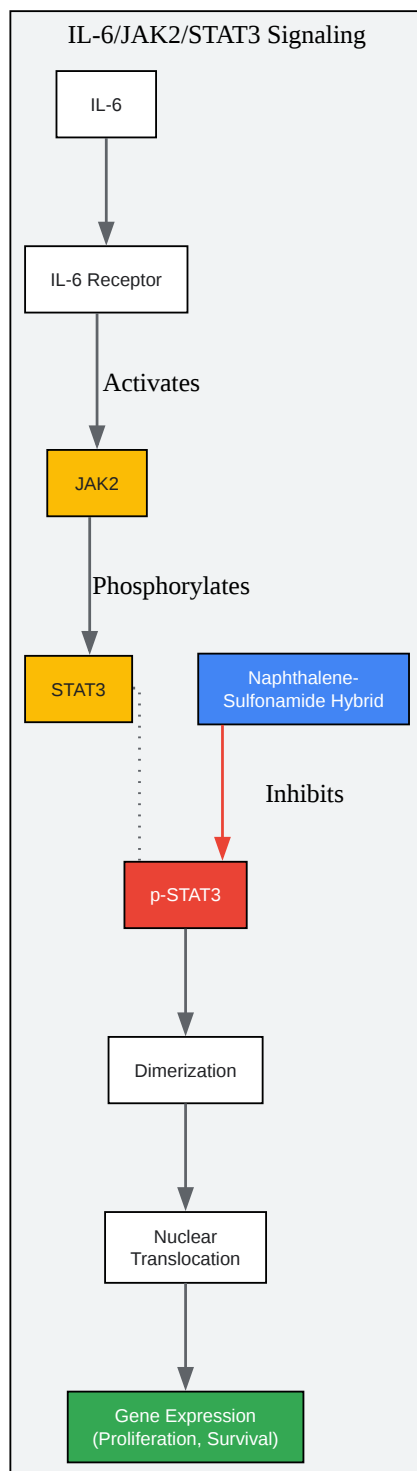 IL-6/JAK2/STAT3 Signaling
IL-6
IL-6 Receptor
Activates
JAK2
Phosphorylates
STAT3
Naphthalene-
Sulfonamide Hybrid
Inhibits
p-STAT3
Dimerization
Nuclear
Translocation
Gene Expression
(Proliferation, Survival)